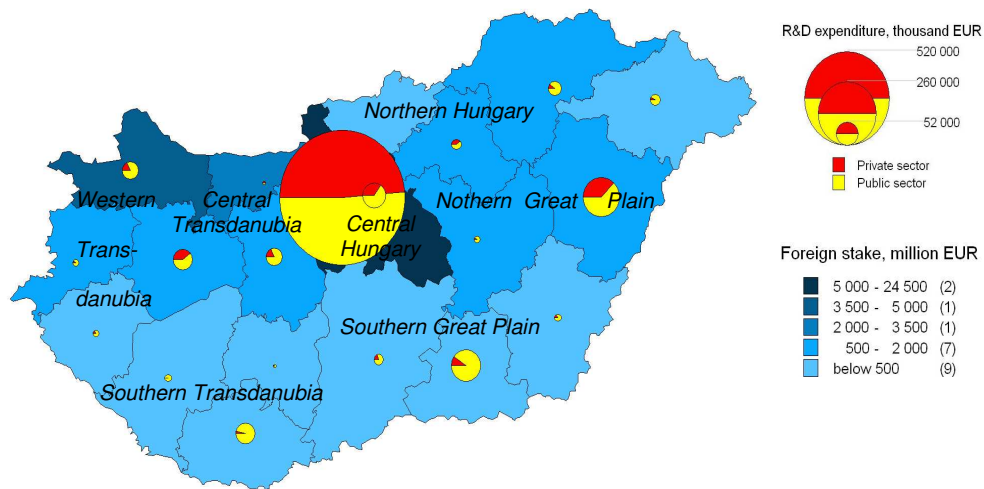 R&D expenditure, thousand EUR
520 000
260 000
52 000
Private sector
Public sector
Northern Hungary
Western
Central
Transdanubia
Nothern Great Plain
Central
Hungary
Trans-
danubia
Southern Great Plain
Southern Transdanubia
Foreign stake, million EUR
5 000 - 24 500 (2)
3 500 - 5 000 (1)
2 000 - 3 500 (1)
500 - 2 000 (7)
below 500 (9)